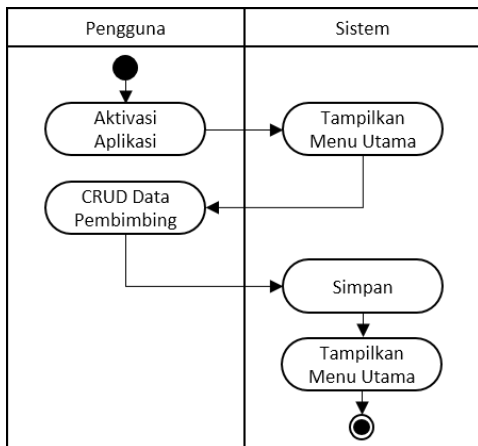 Pengguna
Sistem
Aktivasi
Aplikasi
Tampilkan
Menu Utama
CRUD Data
Pembimbing
Simpan
Tampilkan
Menu Utama